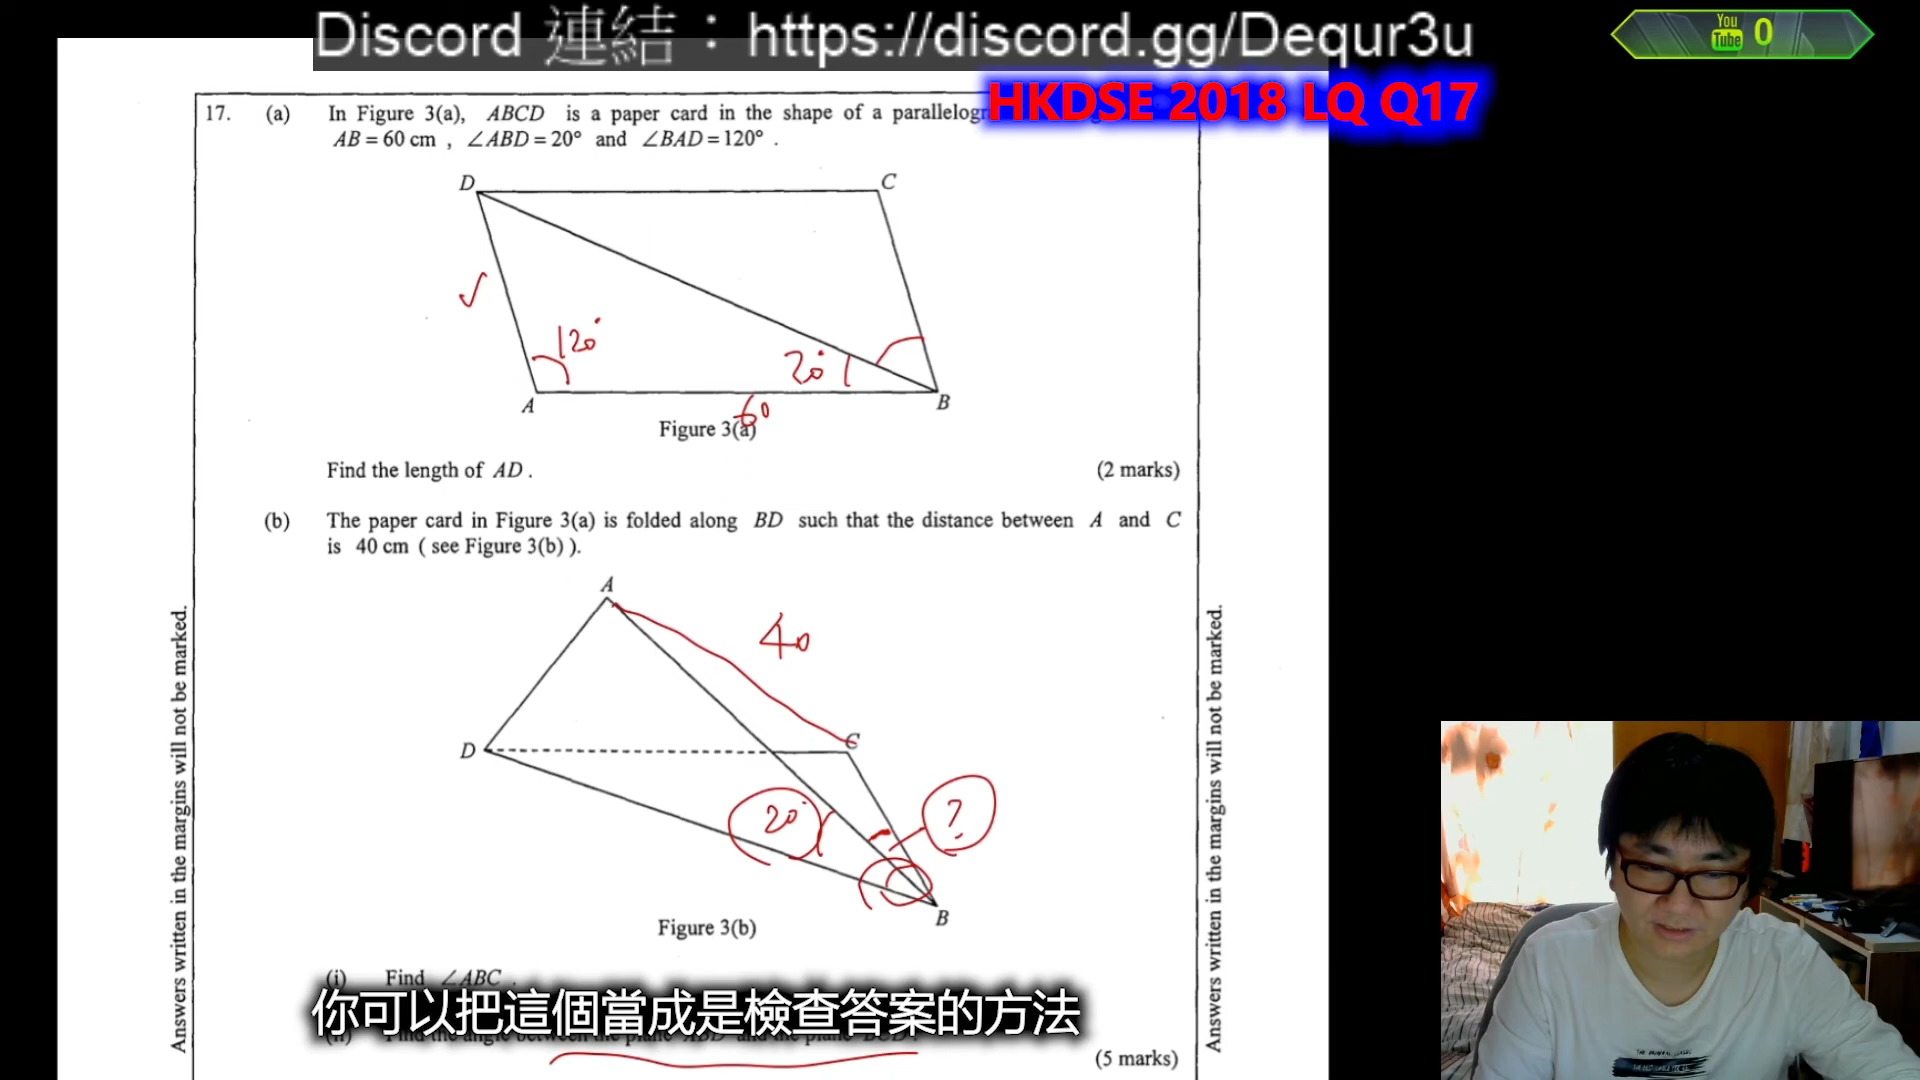 Discord 連結：https://discord.gg/Dequr3u
You
Tube 0
HKDSE 2018 LQ Q17
17. (a) In Figure 3(a), ABCD is a paper card in the shape of a
AB = 60 cm , ∠ABD = 20° and ∠BAD = 120° .
D
C
120°
20°
A
B
60
Figure 3(a)
Find the length of AD . (2 marks)
(b) The paper card in Figure 3(a) is folded along BD such that the distance between A and C
is 40 cm ( see Figure 3(b) ).
A
40
D
C
20°
?
B
Figure 3(b)
(i) Find ∠ABC .
你可以把這個當成是檢查答案的方法
(5 marks)
Answers written in the margins will not be marked.
Answers written in the margins will not be marked.